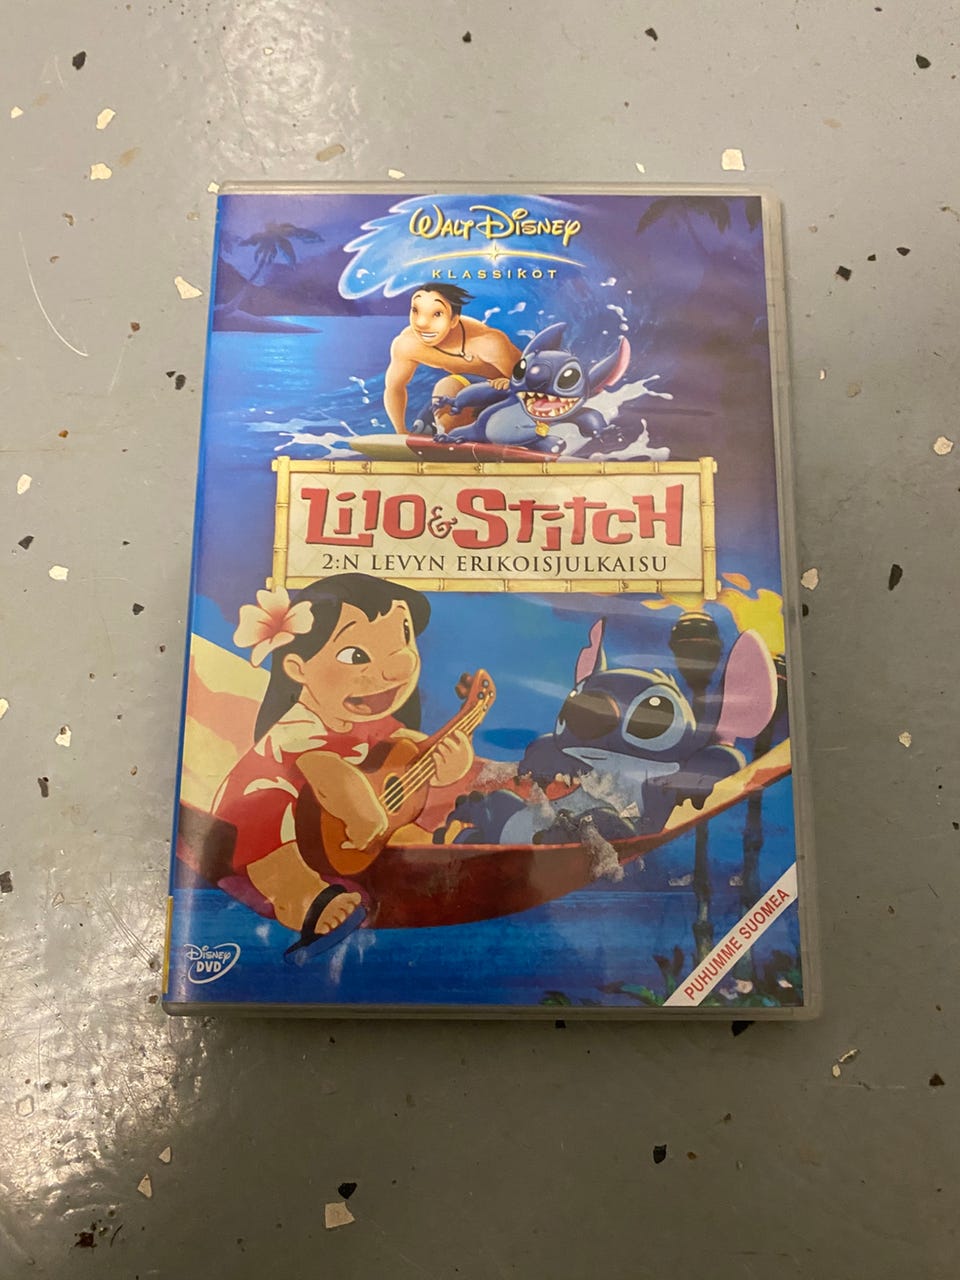 WALT DISNEY
KLASSIKOT
LILO & STITCH
2:N LEVYN ERIKOISJULKAISU
DISNEY
DVD
PUHUMME SUOMEA